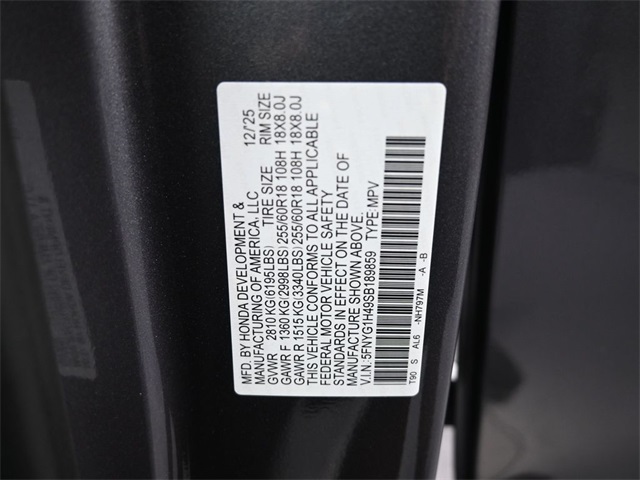 MFD. BY HONDA DEVELOPMENT &
MANUFACTURING OF AMERICA, LLC 12/25
GVWR 2810 KG(6195LBS) TIRE SIZE RIM SIZE
GAWR F 1360 KG(2998LBS) 255/60R18 108H 18X8.0J
GAWR R 1515 KG(3340LBS) 255/60R18 108H 18X8.0J
THIS VEHICLE CONFORMS TO ALL APPLICABLE
FEDERAL MOTOR VEHICLE SAFETY
STANDARDS IN EFFECT ON THE DATE OF
MANUFACTURE SHOWN ABOVE.
V.I.N.: 5FNYG1H49SB189859 TYPE: MPV
T90 S AL6 -NH797M -A -B